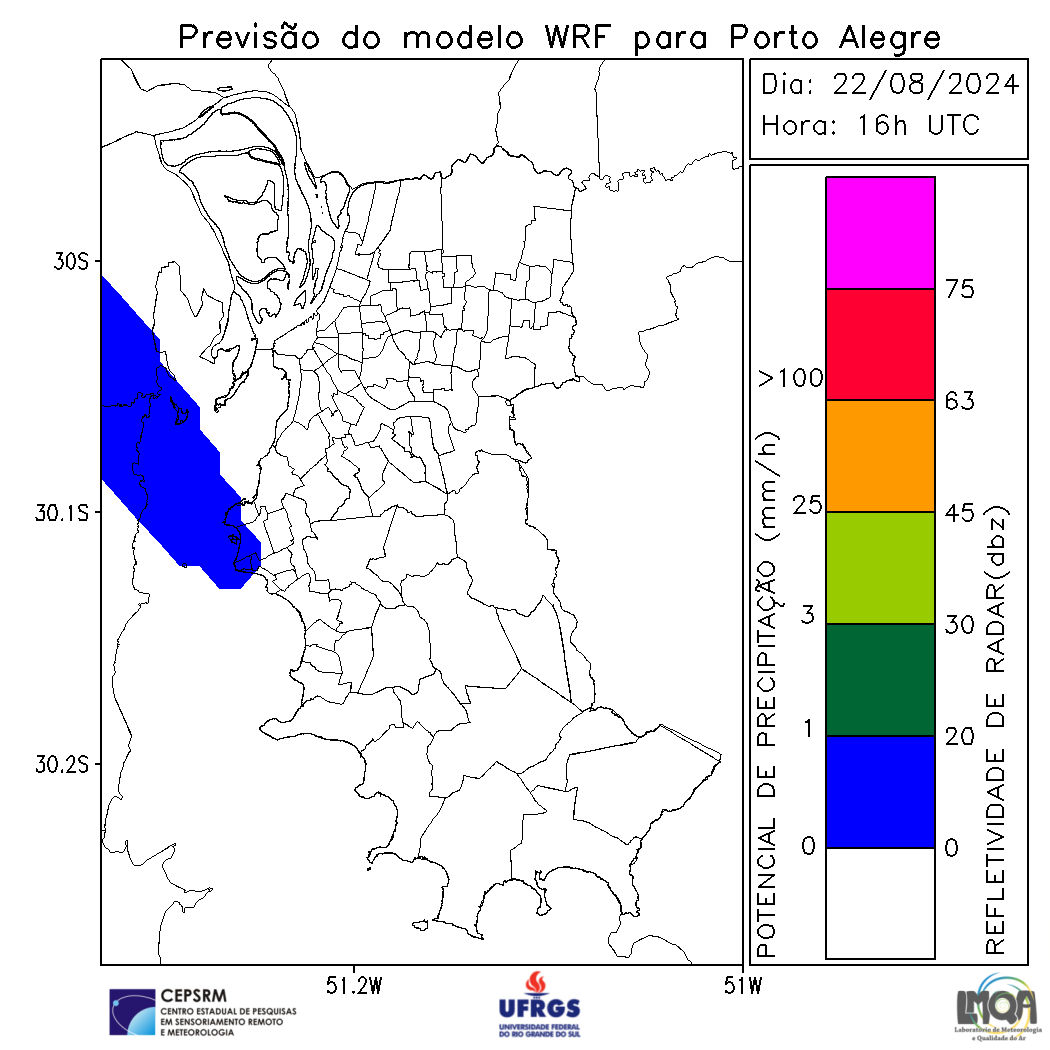 Previsão do modelo WRF para Porto Alegre
Dia: 22/08/2024
Hora: 16h UTC
30S
30.1S
30.2S
51.2W
51W
POTENCIAL DE PRECIPITAÇÃO (mm/h)
>100
25
3
1
0
75
63
45
30
20
0
REFLETIVIDADE DE RADAR(dbz)
CEPSRM
CENTRO ESTADUAL DE PESQUISAS
EM SENSORIAMENTO REMOTO
E METEOROLOGIA
UFRGS
UNIVERSIDADE FEDERAL
DO RIO GRANDE DO SUL
LMQA
Laboratório de Meteorologia
e Qualidade do Ar